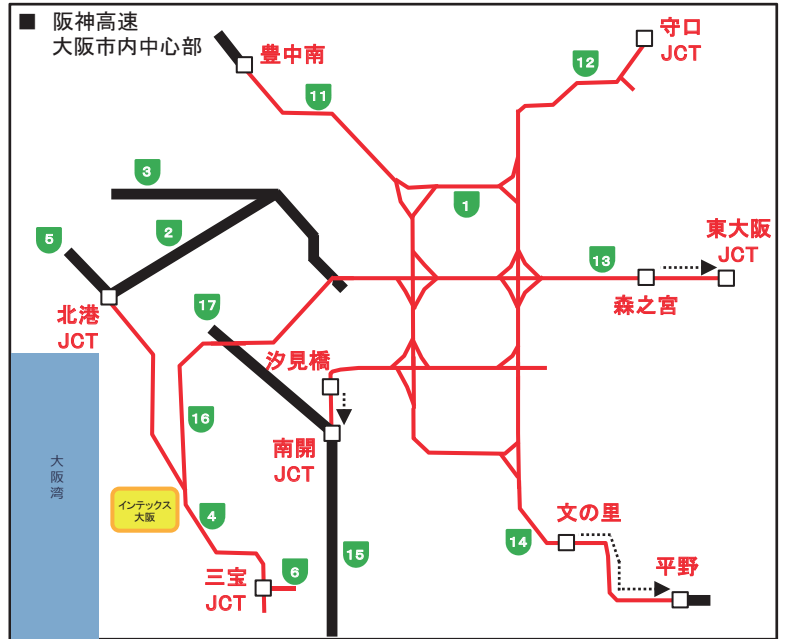 ■ 阪神高速
大阪市内中心部
豊中南
守口
JCT
12
11
3
1
2
5
東大阪
JCT
13
森之宮
北港
JCT
17
汐見橋
16
南開
JCT
大阪湾
インテックス
大阪
4
文の里
14
15
平野
三宝
JCT
6